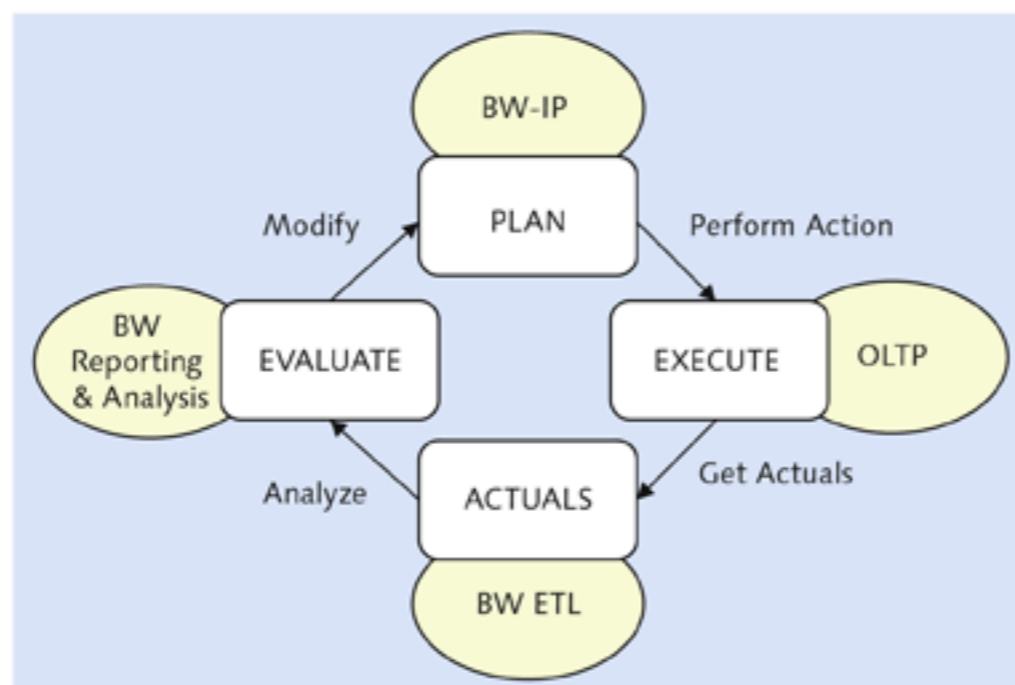 BW-IP
PLAN
Modify
Perform Action
BW
Reporting
& Analysis
EVALUATE
EXECUTE
OLTP
Analyze
ACTUALS
Get Actuals
BW ETL